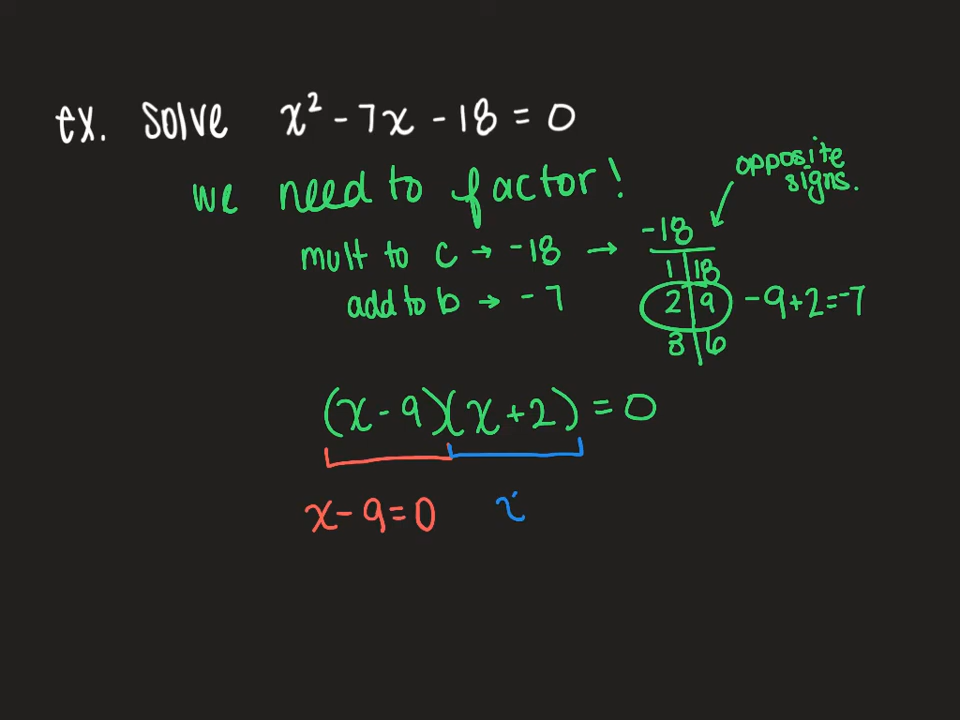 ex. Solve x² - 7x - 18 = 0
we need to factor!
opposite
signs.
mult to c → -18 →
add to b → -7
-18
1 | 18
2 | 9 -9+2=-7
3 | 6
(x-9)(x+2) = 0
x-9=0 x